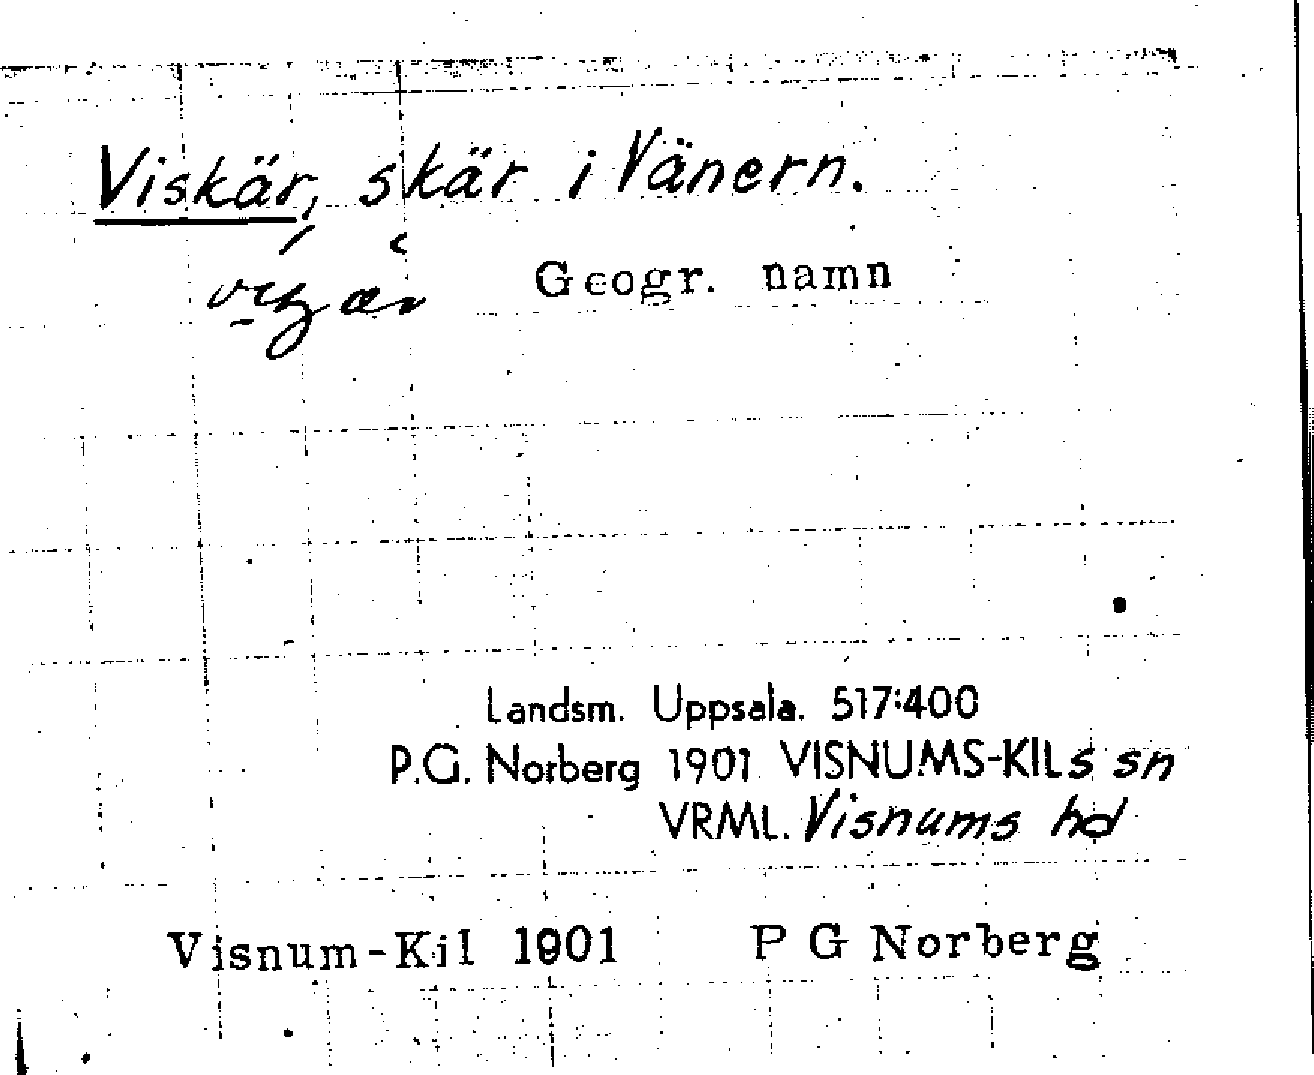 Viskär, skär i Vänern.
Geogr. namn
Landsm. Uppsala. 517:400
P.G. Norberg 1901 VISNUMS-KILs sn
VRML. Visnums hd
Visnum-Kil 1901 P G Norberg